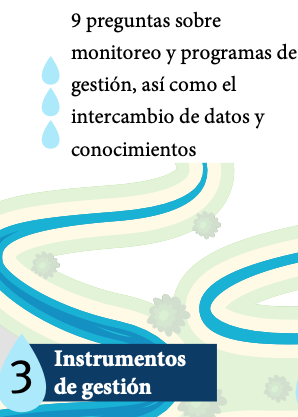 9 preguntas sobre
monitoreo y programas de
gestión, así como el
intercambio de datos y
conocimientos
3
Instrumentos
de gestión